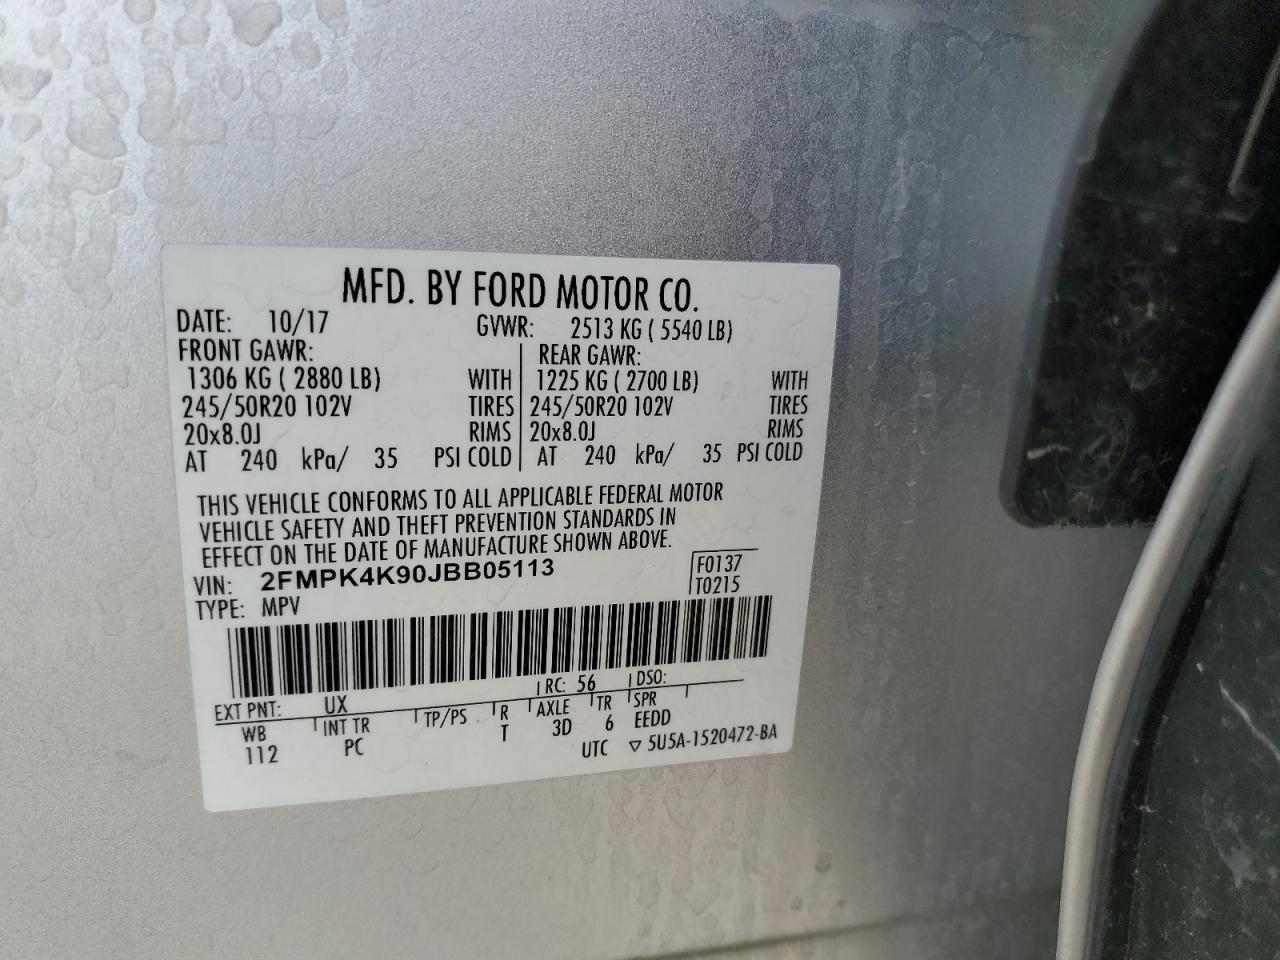 MFD. BY FORD MOTOR CO.
DATE: 10/17 GVWR: 2513 KG ( 5540 LB)
FRONT GAWR: REAR GAWR:
1306 KG ( 2880 LB) WITH 1225 KG ( 2700 LB) WITH
245/50R20 102V TIRES 245/50R20 102V TIRES
20x8.0J RIMS 20x8.0J RIMS
AT 240 kPa/ 35 PSI COLD AT 240 kPa/ 35 PSI COLD
THIS VEHICLE CONFORMS TO ALL APPLICABLE FEDERAL MOTOR
VEHICLE SAFETY AND THEFT PREVENTION STANDARDS IN
EFFECT ON THE DATE OF MANUFACTURE SHOWN ABOVE.
VIN: 2FMPK4K90JBB05113 F0137
TYPE: MPV T0215
EXT PNT: UX RC: 56 DSO:
WB INT TR TP/PS R AXLE TR SPR
112 PC T 3D 6 EEDD
UTC ▽ 5U5A-1520472-BA